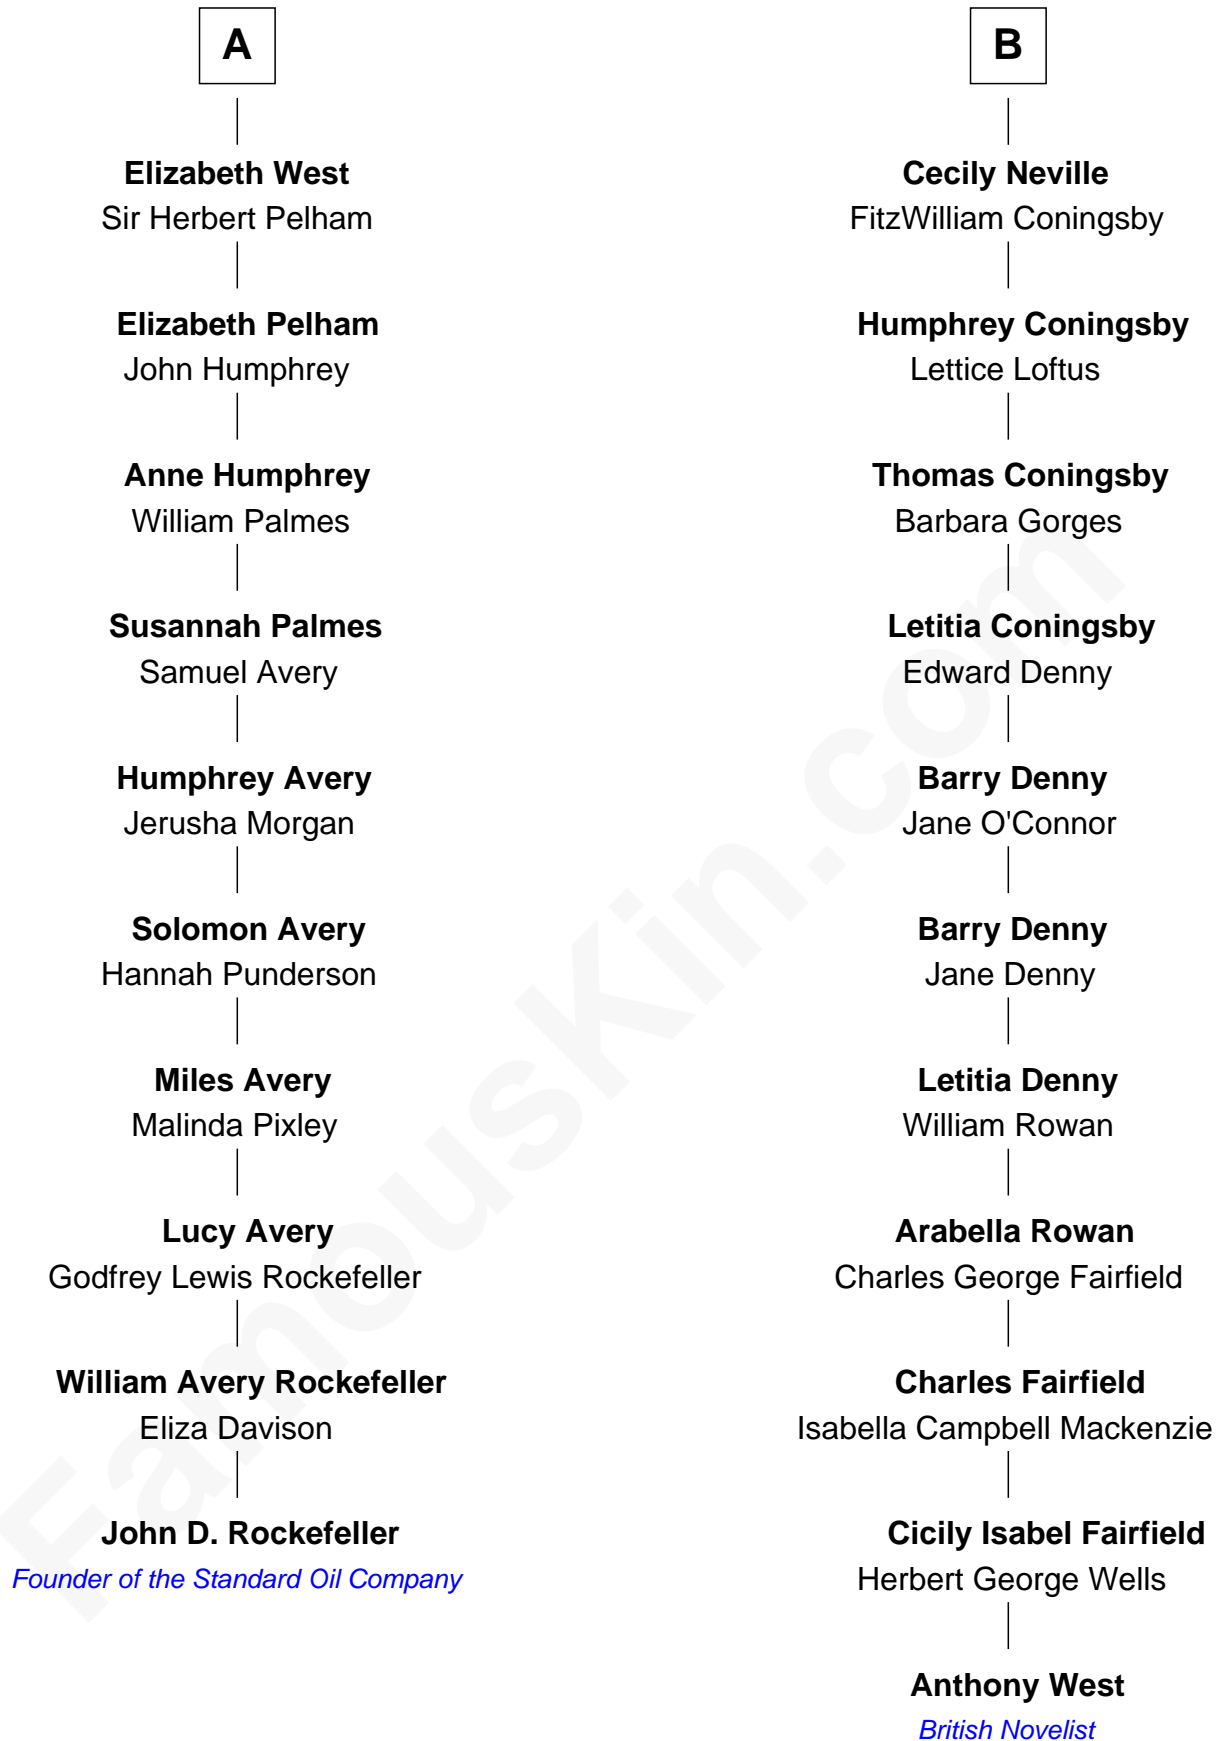 A
Elizabeth West
Sir Herbert Pelham
Elizabeth Pelham
John Humphrey
Anne Humphrey
William Palmes
Susannah Palmes
Samuel Avery
Humphrey Avery
Jerusha Morgan
Solomon Avery
Hannah Punderson
Miles Avery
Malinda Pixley
Lucy Avery
Godfrey Lewis Rockefeller
William Avery Rockefeller
Eliza Davison
John D. Rockefeller
Founder of the Standard Oil Company
B
Cecily Neville
FitzWilliam Coningsby
Humphrey Coningsby
Lettice Loftus
Thomas Coningsby
Barbara Gorges
Letitia Coningsby
Edward Denny
Barry Denny
Jane O'Connor
Barry Denny
Jane Denny
Letitia Denny
William Rowan
Arabella Rowan
Charles George Fairfield
Charles Fairfield
Isabella Campbell Mackenzie
Cicily Isabel Fairfield
Herbert George Wells
Anthony West
British Novelist
FamousKin.com